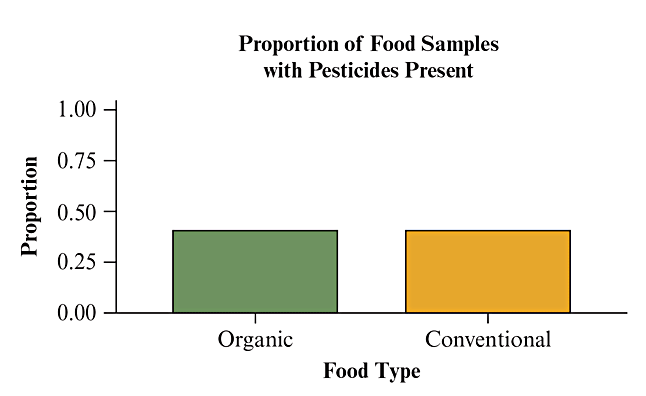 Proportion of Food Samples
with Pesticides Present
Proportion
1.00
0.75
0.50
0.25
0.00
Organic
Conventional
Food Type